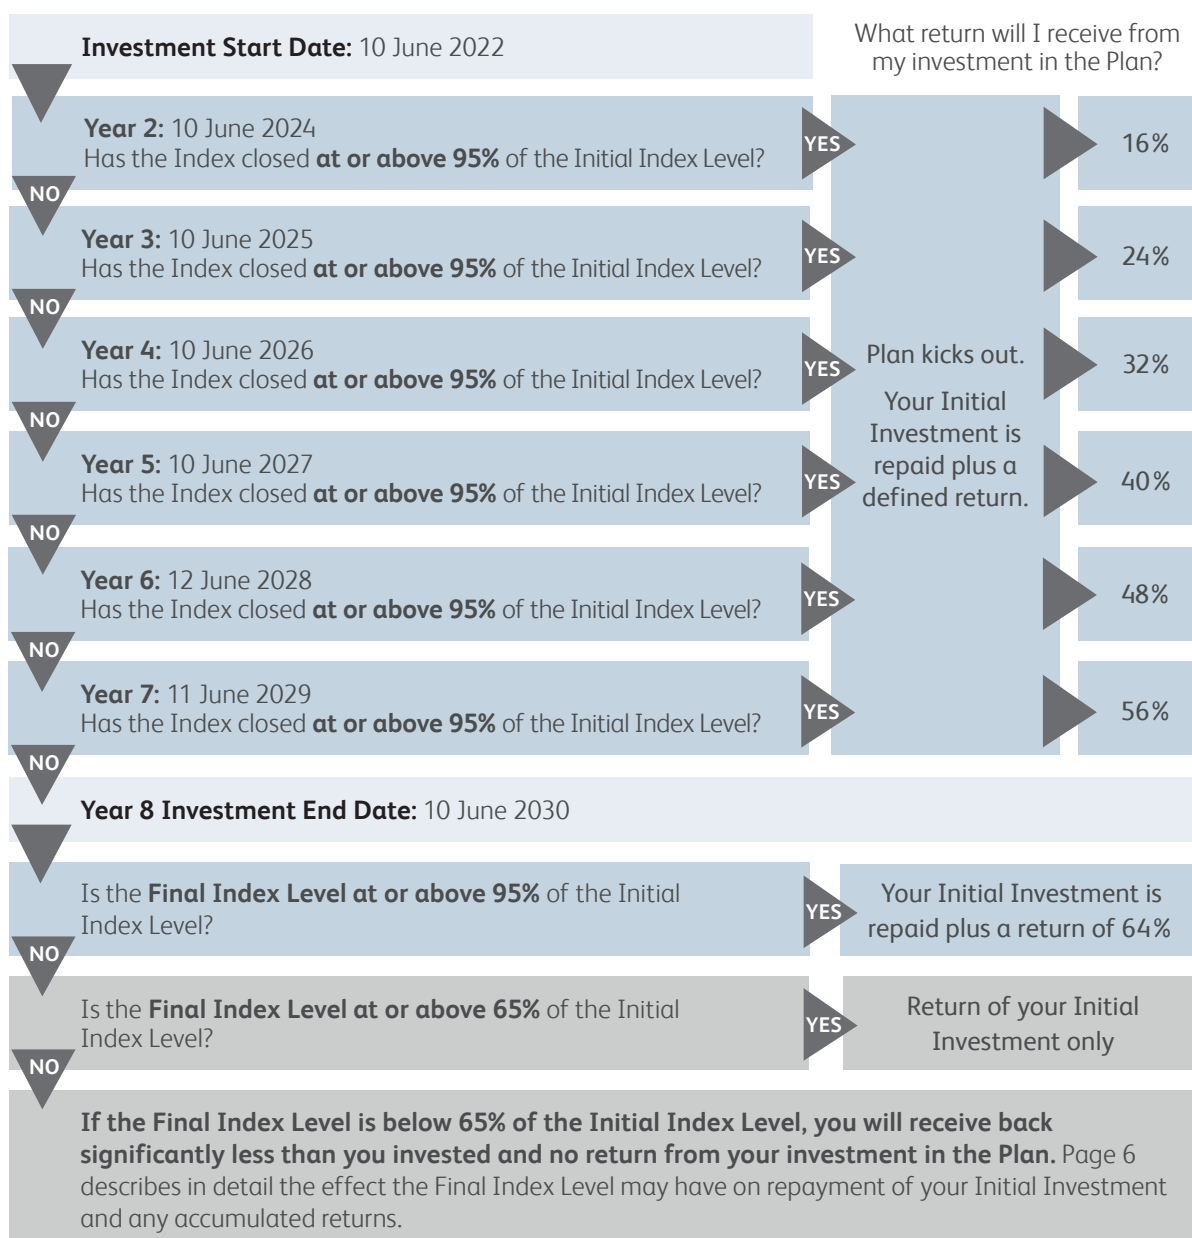 Investment Start Date: 10 June 2022
What return will I receive from
my investment in the Plan?
Year 2: 10 June 2024
Has the Index closed at or above 95% of the Initial Index Level?
YES
16%
NO
Year 3: 10 June 2025
Has the Index closed at or above 95% of the Initial Index Level?
YES
24%
NO
Year 4: 10 June 2026
Has the Index closed at or above 95% of the Initial Index Level?
YES
Plan kicks out.
Your Initial
Investment is
repaid plus a
defined return.
32%
NO
Year 5: 10 June 2027
Has the Index closed at or above 95% of the Initial Index Level?
YES
40%
NO
Year 6: 12 June 2028
Has the Index closed at or above 95% of the Initial Index Level?
YES
48%
NO
Year 7: 11 June 2029
Has the Index closed at or above 95% of the Initial Index Level?
YES
56%
NO
Year 8 Investment End Date: 10 June 2030
Is the Final Index Level at or above 95% of the Initial
Index Level?
YES
Your Initial Investment is
repaid plus a return of 64%
NO
Is the Final Index Level at or above 65% of the Initial
Index Level?
YES
Return of your Initial
Investment only
NO
If the Final Index Level is below 65% of the Initial Index Level, you will receive back
significantly less than you invested and no return from your investment in the Plan. Page 6
describes in detail the effect the Final Index Level may have on repayment of your Initial Investment
and any accumulated returns.